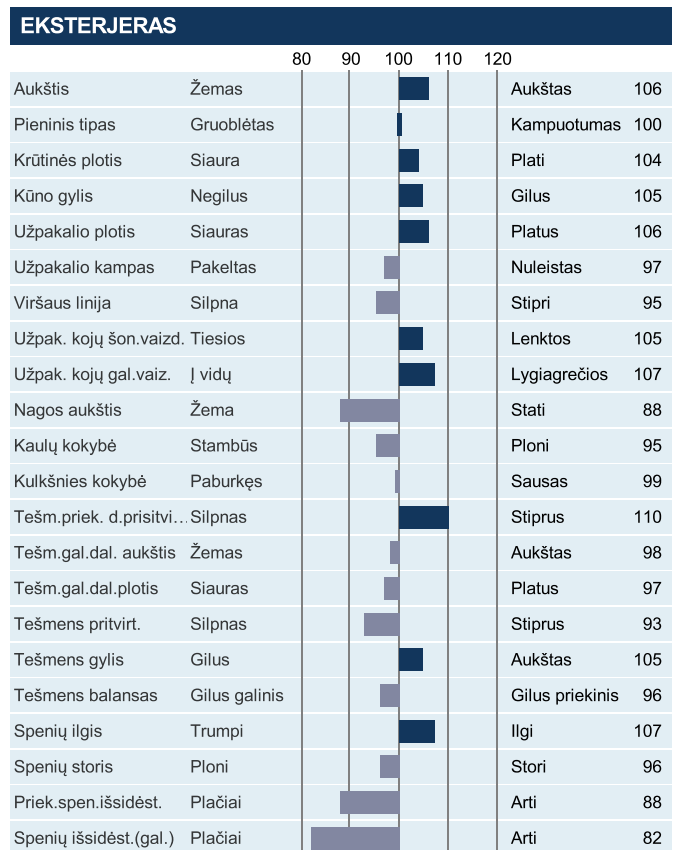 EKSTERJERAS
80 90 100 110 120
Aukštis Žemas Aukštas 106
Pieninis tipas Gruoblėtas Kampuotumas 100
Krūtinės plotis Siaura Plati 104
Kūno gylis Negilus Gilus 105
Užpakalio plotis Siauras Platus 106
Užpakalio kampas Pakeltas Nuleistas 97
Viršaus linija Silpna Stipri 95
Užpak. kojų šon.vaizd. Tiesios Lenktos 105
Užpak. kojų gal.vaiz. Į vidų Lygiagrečios 107
Nagos aukštis Žema Stati 88
Kaulų kokybė Stambūs Ploni 95
Kulkšnies kokybė Paburkęs Sausas 99
Tešm.priek. d.prisitvi... Silpnas Stiprus 110
Tešm.gal.dal. aukštis Žemas Aukštas 98
Tešm.gal.dal.plotis Siauras Platus 97
Tešmens pritvirt. Silpnas Stiprus 93
Tešmens gylis Gilus Aukštas 105
Tešmens balansas Gilus galinis Gilus priekinis 96
Spenių ilgis Trumpi Ilgi 107
Spenių storis Ploni Stori 96
Priek.spen.išsidėst. Plačiai Arti 88
Spenių išsidėst.(gal.) Plačiai Arti 82